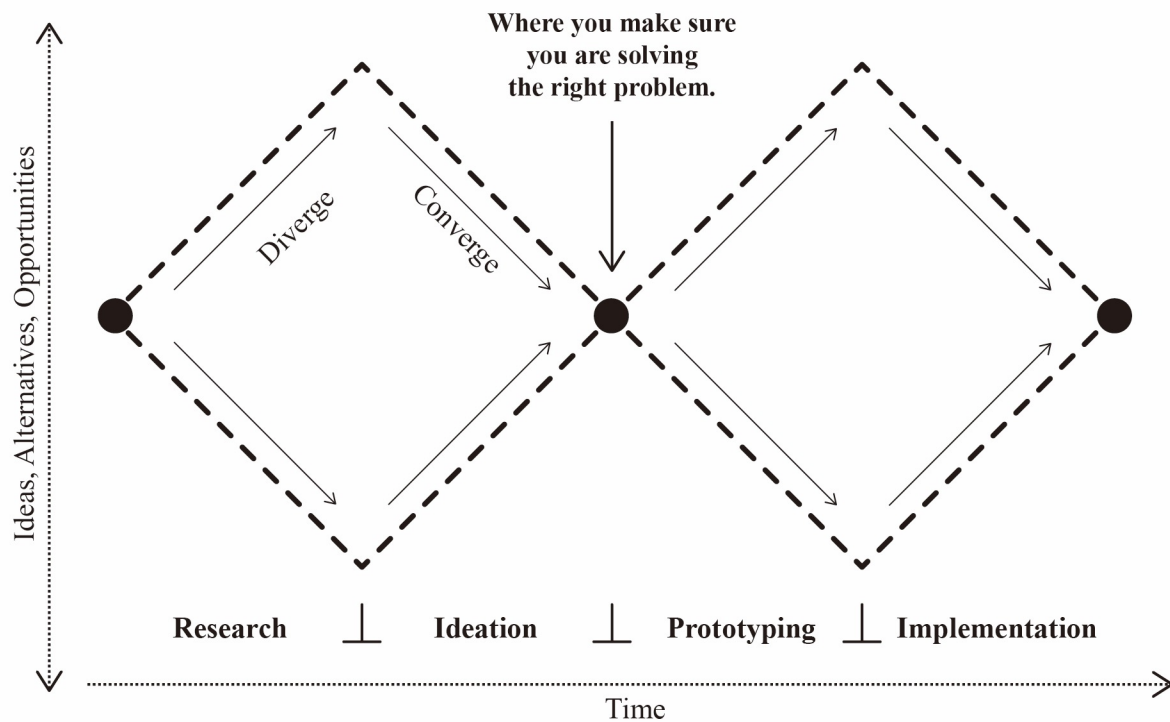 Where you make sure
you are solving
the right problem.
Ideas, Alternatives, Opportunities
Diverge
Converge
Research
Ideation
Prototyping
Implementation
Time